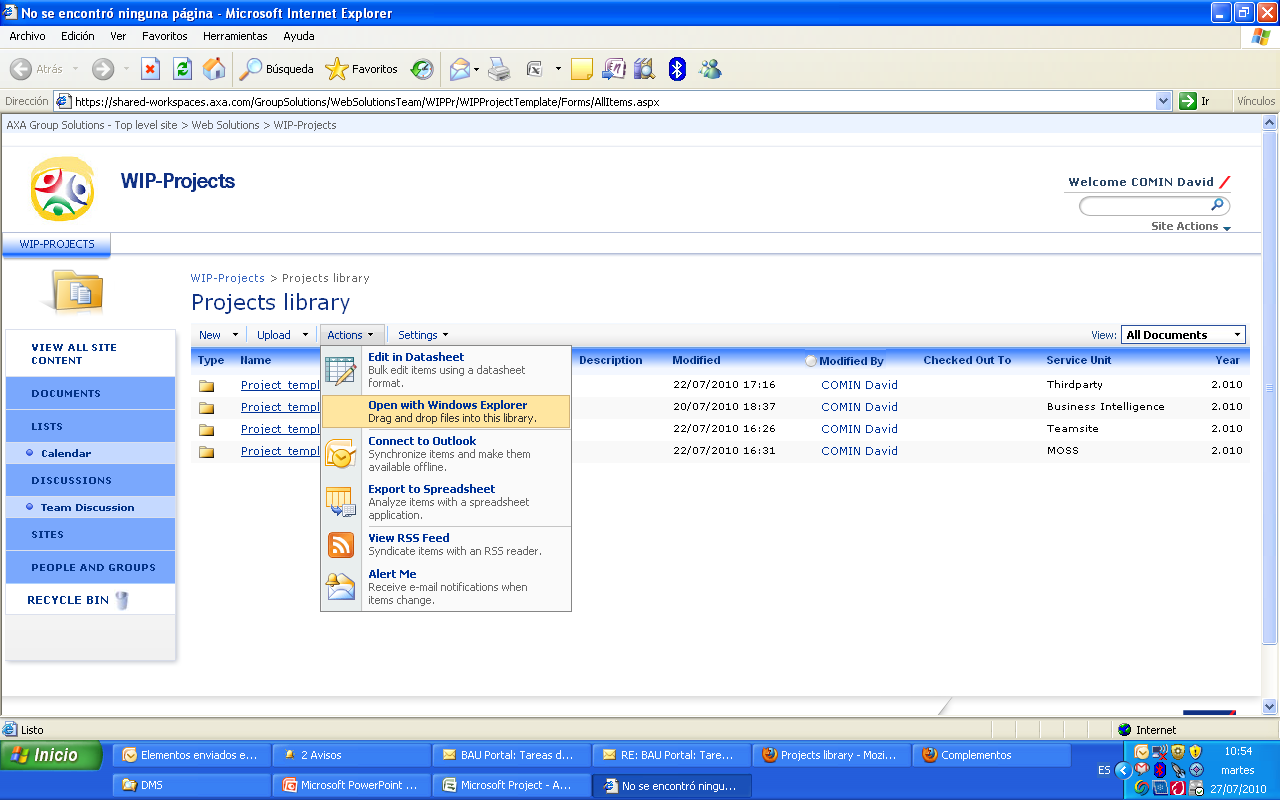 No se encontró ninguna página - Microsoft Internet Explorer
Archivo Edición Ver Favoritos Herramientas Ayuda
Atrás Búsqueda Favoritos
Dirección https://shared-workspaces.axa.com/GroupSolutions/WebSolutionsTeam/WIPPr/WIPProjectTemplate/Forms/AllItems.aspx Ir Vínculos
AXA Group Solutions - Top level site > Web Solutions > WIP-Projects
WIP-Projects
Welcome COMIN David
Site Actions
WIP-PROJECTS
WIP-Projects > Projects library
Projects library
New Upload Actions Settings View: All Documents
Type Name Description Modified Modified By Checked Out To Service Unit Year
Project_templ 22/07/2010 17:16 COMIN David Thirdparty 2.010
Project_templ 20/07/2010 18:37 COMIN David Business Intelligence 2.010
Project_templ 22/07/2010 16:26 COMIN David Teamsite 2.010
Project_templ 22/07/2010 16:31 COMIN David MOSS 2.010
Edit in Datasheet
Bulk edit items using a datasheet
format.
Open with Windows Explorer
Drag and drop files into this library.
Connect to Outlook
Synchronize items and make them
available offline.
Export to Spreadsheet
Analyze items with a spreadsheet
application.
View RSS Feed
Syndicate items with an RSS reader.
Alert Me
Receive e-mail notifications when
items change.
VIEW ALL SITE
CONTENT
DOCUMENTS
LISTS
Calendar
DISCUSSIONS
Team Discussion
SITES
PEOPLE AND GROUPS
RECYCLE BIN
Listo Internet
Inicio
Elementos enviados e... 2 Avisos BAU Portal: Tareas d... RE: BAU Portal: Tare... Projects library - Mozi... Complementos
DMS Microsoft PowerPoint ... Microsoft Project - A... No se encontró ningu...
ES
10:54
martes
27/07/2010